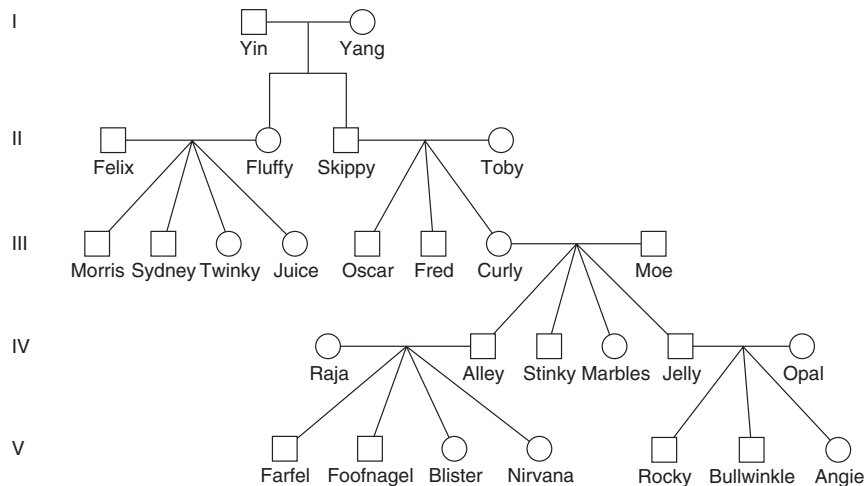 I
Yin Yang
II
Felix Fluffy Skippy Toby
III
Morris Sydney Twinky Juice Oscar Fred Curly Moe
IV
Raja Alley Stinky Marbles Jelly Opal
V
Farfel Foofnagel Blister Nirvana Rocky Bullwinkle Angie